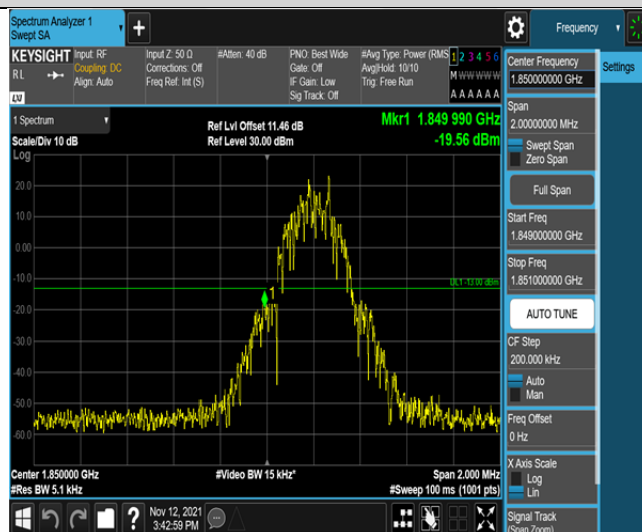 Spectrum Analyzer 1
Swept SA
Frequency
KEYSIGHT
RL
LXI
Input: RF
Coupling: DC
Align: Auto
Input Z: 50 Ω
Corrections: Off
Freq Ref: Int (S)
#Atten: 40 dB
PNO: Best Wide
Gate: Off
IF Gain: Low
Sig Track: Off
#Avg Type: Power (RMS
Avg|Hold: 10/10
Trig: Free Run
1 2 3 4 5 6
M W W W W W
A A A A A A
1 Spectrum
Scale/Div 10 dB
Ref Lvl Offset 11.46 dB
Ref Level 30.00 dBm
Mkr1 1.849 990 GHz
-19.56 dBm
Log
20.0
10.0
0.00
-10.0
DL1 -13.00 dBm
1
-20.0
-30.0
-40.0
-50.0
-60.0
Center 1.850000 GHz
#Res BW 5.1 kHz
#Video BW 15 kHz*
Span 2.000 MHz
#Sweep 100 ms (1001 pts)
Nov 12, 2021
3:42:59 PM
?
Center Frequency
1.850000000 GHz
Settings
Span
2.00000000 MHz
Swept Span
Zero Span
Full Span
Start Freq
1.849000000 GHz
Stop Freq
1.851000000 GHz
AUTO TUNE
CF Step
200.000 kHz
Auto
Man
Freq Offset
0 Hz
X Axis Scale
Log
Lin
Signal Track
(Span Zoom)